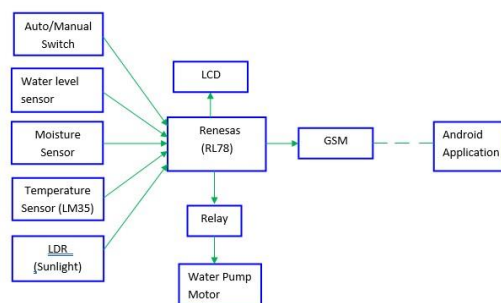 Auto/Manual
Switch
Water level
sensor
Moisture
Sensor
Temperature
Sensor (LM35)
LDR
(Sunlight)
LCD
Renesas
(RL78)
Relay
Water Pump
Motor
GSM
Android
Application